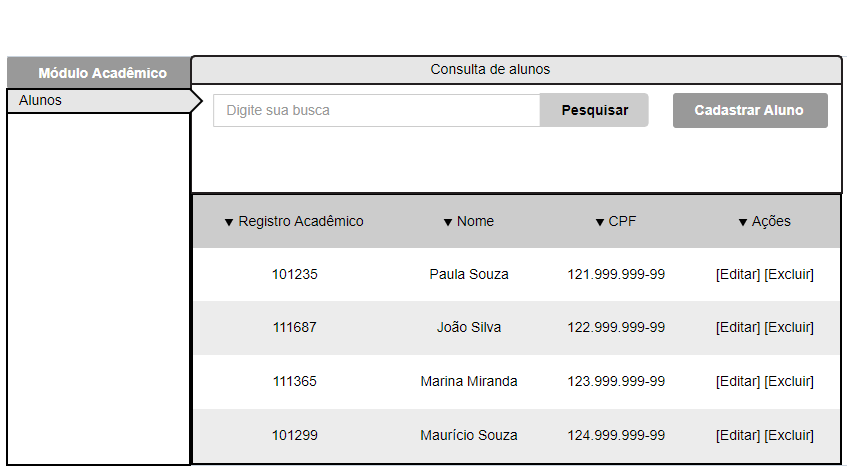 Módulo Acadêmico
Consulta de alunos
Alunos
Digite sua busca
Pesquisar
Cadastrar Aluno
▼ Registro Acadêmico ▼ Nome ▼ CPF ▼ Ações
101235 Paula Souza 121.999.999-99 [Editar] [Excluir]
111687 João Silva 122.999.999-99 [Editar] [Excluir]
111365 Marina Miranda 123.999.999-99 [Editar] [Excluir]
101299 Maurício Souza 124.999.999-99 [Editar] [Excluir]